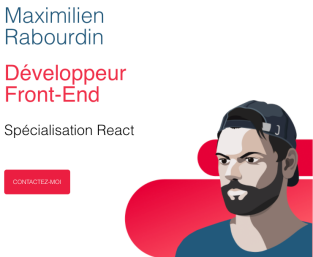 Maximilien
Rabourdin
Développeur
Front-End
Spécialisation React
CONTACTEZ-MOI